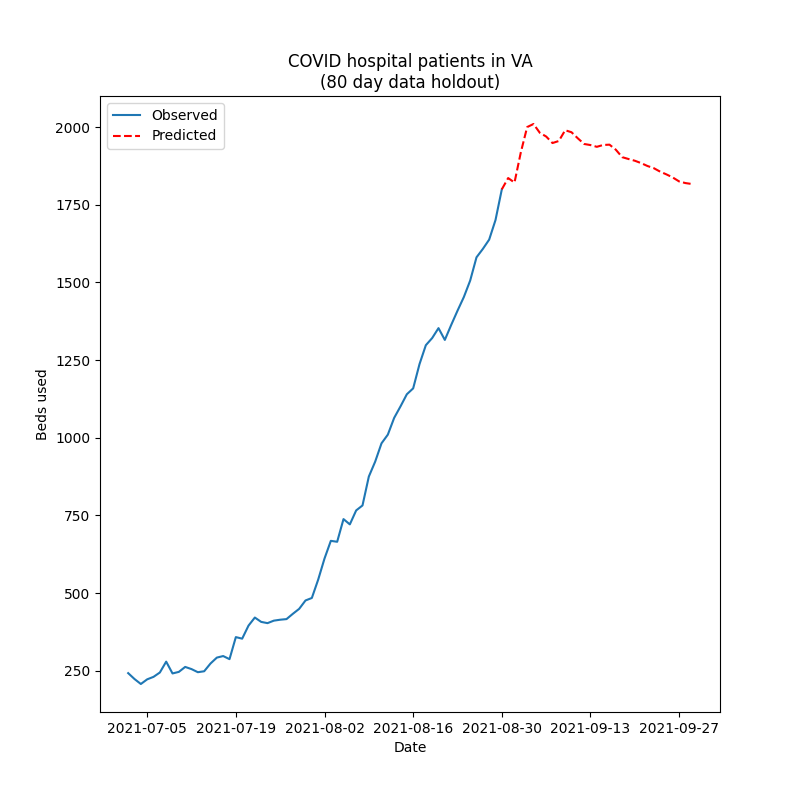 COVID hospital patients in VA
(80 day data holdout)
Observed
Predicted
2000
1750
1500
1250
1000
750
500
250
Beds used
2021-07-05 2021-07-19 2021-08-02 2021-08-16 2021-08-30 2021-09-13 2021-09-27
Date